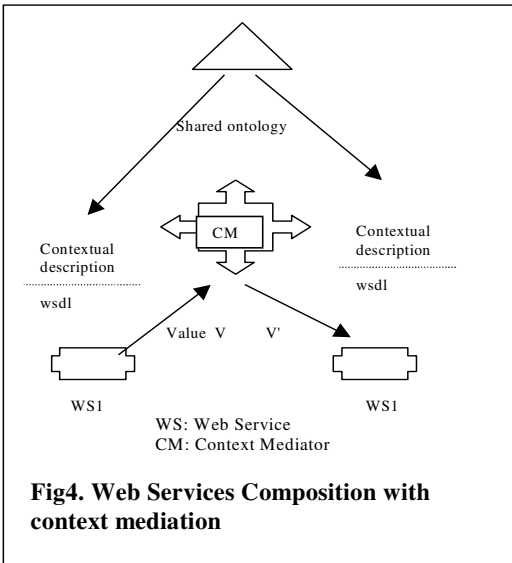 Shared ontology
CM
Contextual
description
wsdl
Contextual
description
wsdl
Value V
V'
WS1
WS1
WS: Web Service
CM: Context Mediator
Fig4. Web Services Composition with
context mediation